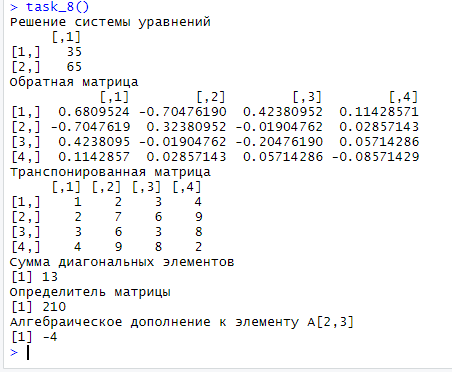 > task_8()
Решение системы уравнений
     [,1]
[1,]   35
[2,]   65
Обратная матрица
           [,1]        [,2]        [,3]        [,4]
[1,]  0.6809524 -0.70476190  0.42380952  0.11428571
[2,] -0.7047619  0.32380952 -0.01904762  0.02857143
[3,]  0.4238095 -0.01904762 -0.20476190  0.05714286
[4,]  0.1142857  0.02857143  0.05714286 -0.08571429
Транспонированная матрица
     [,1] [,2] [,3] [,4]
[1,]    1    2    3    4
[2,]    2    7    6    9
[3,]    3    6    3    8
[4,]    4    9    8    2
Сумма диагональных элементов
[1] 13
Определитель матрицы
[1] 210
Алгебраическое дополнение к элементу A[2,3]
[1] -4
>